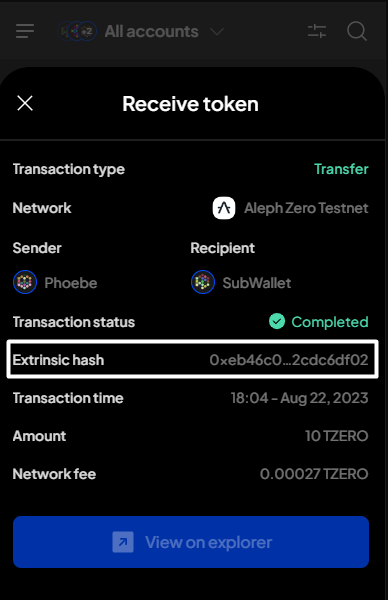 All accounts
Receive token
Transaction type Transfer
Network Aleph Zero Testnet
Sender Recipient
Phoebe SubWallet
Transaction status Completed
Extrinsic hash 0xeb46c0...2cdc6df02
Transaction time 18:04 - Aug 22, 2023
Amount 10 TZERO
Network fee 0.00027 TZERO
View on explorer